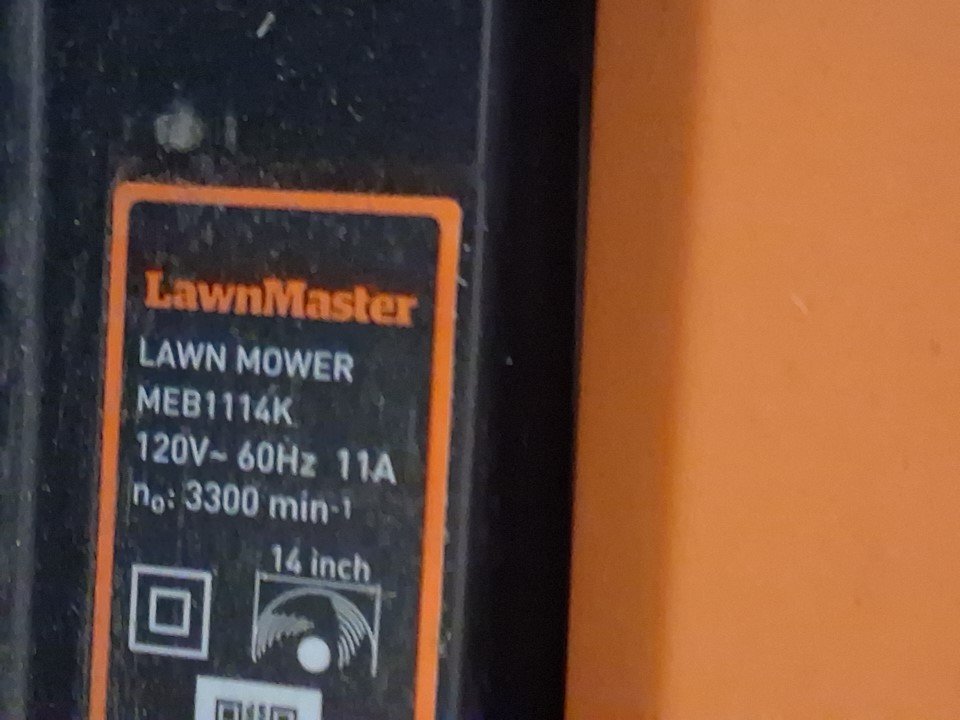 LawnMaster
LAWN MOWER
MEB1114K
120V~ 60Hz 11A
n₀: 3300 min-1
14 inch